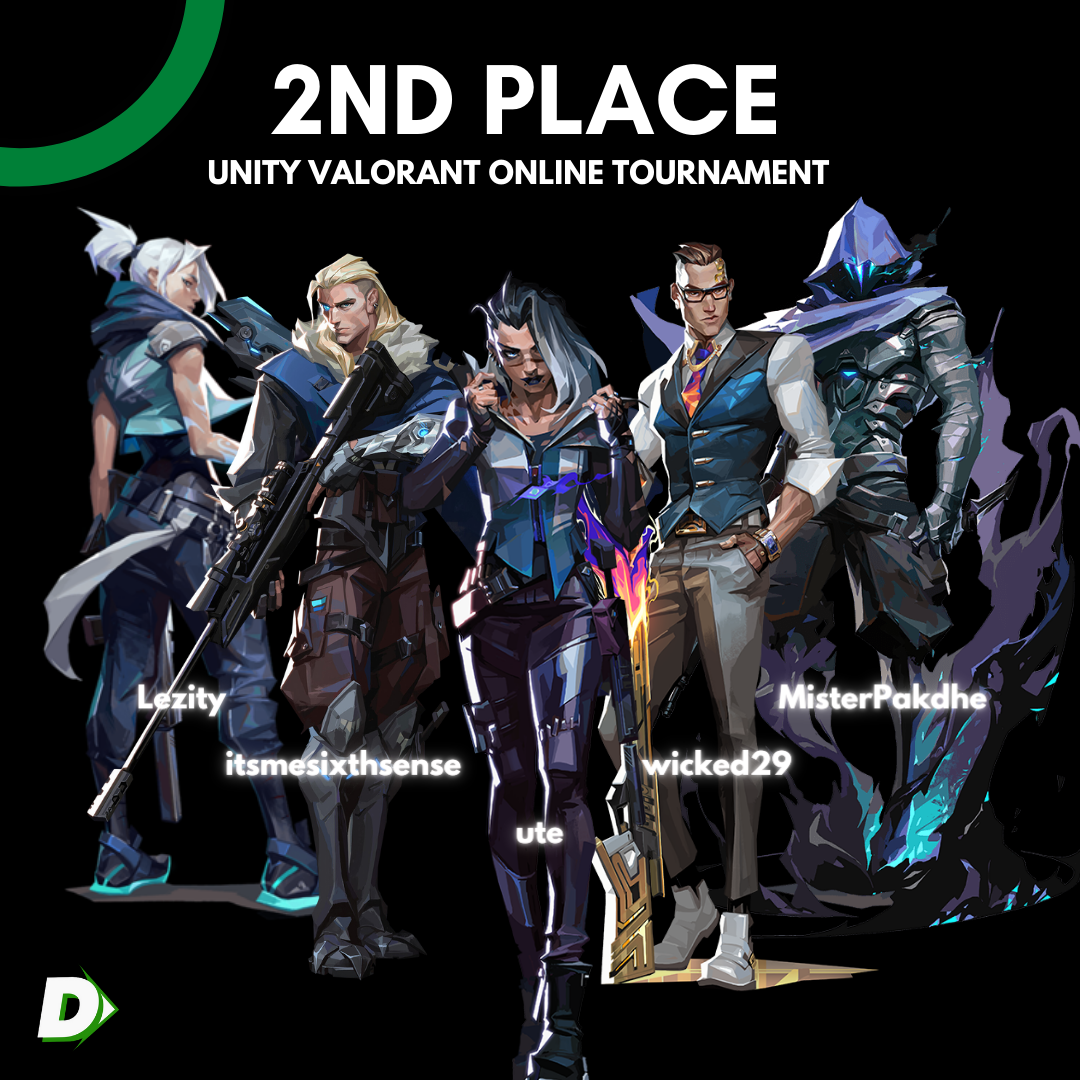 2ND PLACE
UNITY VALORANT ONLINE TOURNAMENT
Lezity
MisterPakdhe
itsmesixthsense
wicked29
ute
D